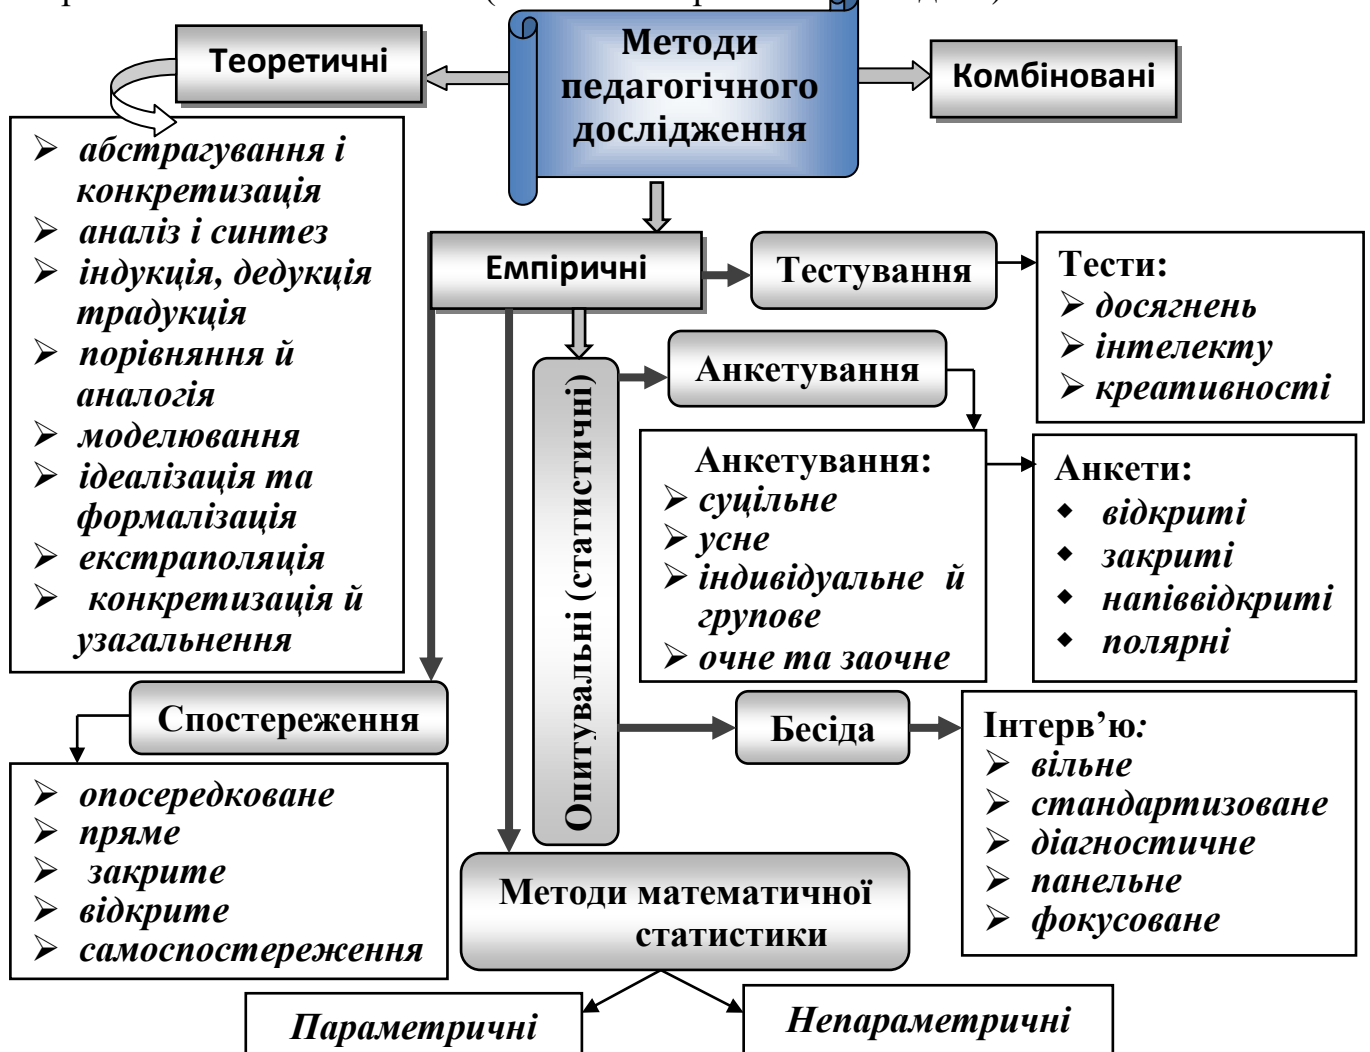 Методи
педагогічного
дослідження
Теоретичні
Комбіновані
абстрагування і
конкретизація
аналіз і синтез
індукція, дедукція
традукція
порівняння й
аналогія
моделювання
ідеалізація та
формалізація
екстраполяція
конкретизація й
узагальнення
Емпіричні
Тестування
Тести:
досягнень
інтелекту
креативності
Опитувальні (статистичні)
Анкетування
Анкетування:
суцільне
усне
індивідуальне й
групове
очне та заочне
Анкети:
відкриті
закриті
напіввідкриті
полярні
Спостереження
опосередковане
пряме
закрите
відкрите
самоспостереження
Бесіда
Інтерв’ю:
вільне
стандартизоване
діагностичне
панельне
фокусоване
Методи математичної
статистики
Параметричні
Непараметричні